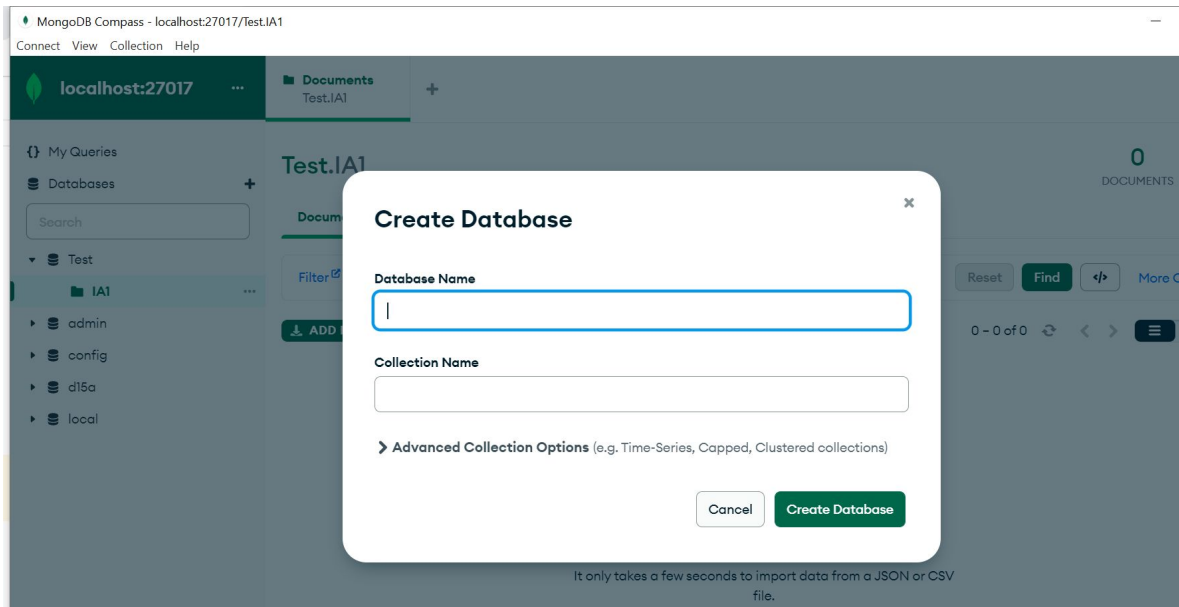 MongoDB Compass - localhost:27017/Test.IA1
Connect View Collection Help
localhost:27017 ...
Documents
Test.IA1
+
{} My Queries
Databases +
Search
Test
IA1 ...
admin
config
d15a
local
Test.IA1
0
DOCUMENTS
Docum
Filter
Reset Find </> More O
ADD
0 – 0 of 0
Create Database
Database Name
Collection Name
Advanced Collection Options (e.g. Time-Series, Capped, Clustered collections)
Cancel Create Database
It only takes a few seconds to import data from a JSON or CSV
file.